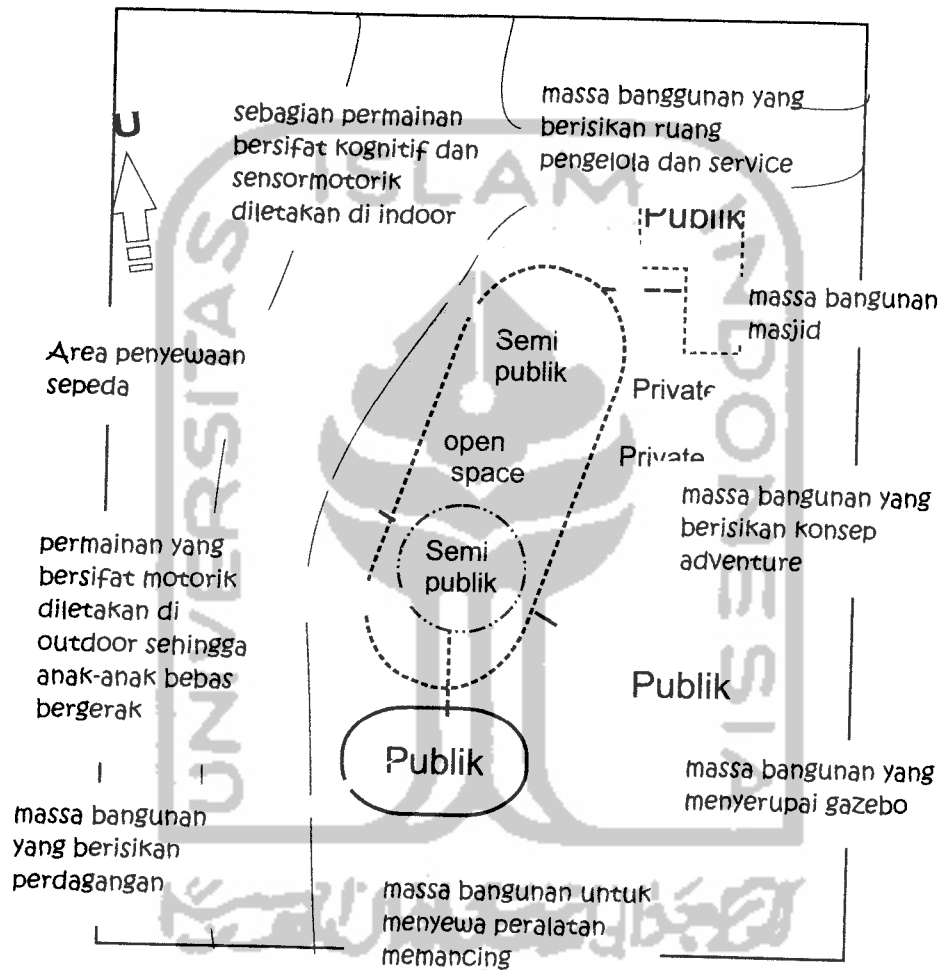 U
sebagian permainan
bersifat kognitif dan
sensormotorik
diletakan di indoor
massa banggunan yang
berisikan ruang
pengelola dan service
Publik
massa bangunan
masjid
Area penyewaan
sepeda
Semi
publik
Private
open
space
Private
massa bangunan yang
berisikan konsep
adventure
permainan yang
bersifat motorik
diletakan di
outdoor sehingga
anak-anak bebas
bergerak
Semi
publik
Publik
Publik
massa bangunan yang
menyerupai gazebo
massa bangunan
yang berisikan
perdagangan
massa bangunan untuk
menyewa peralatan
memancing
UNIVERSITAS
ISLAM
INDONESIA